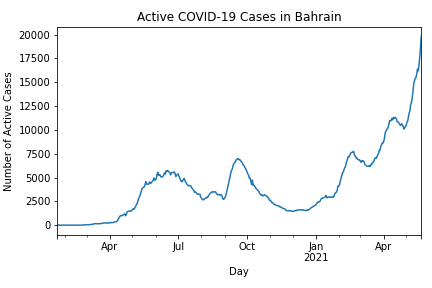 Active COVID-19 Cases in Bahrain
20000
17500
15000
12500
10000
7500
5000
2500
0
Number of Active Cases
Apr
Jul
Oct
Jan
2021
Apr
Day